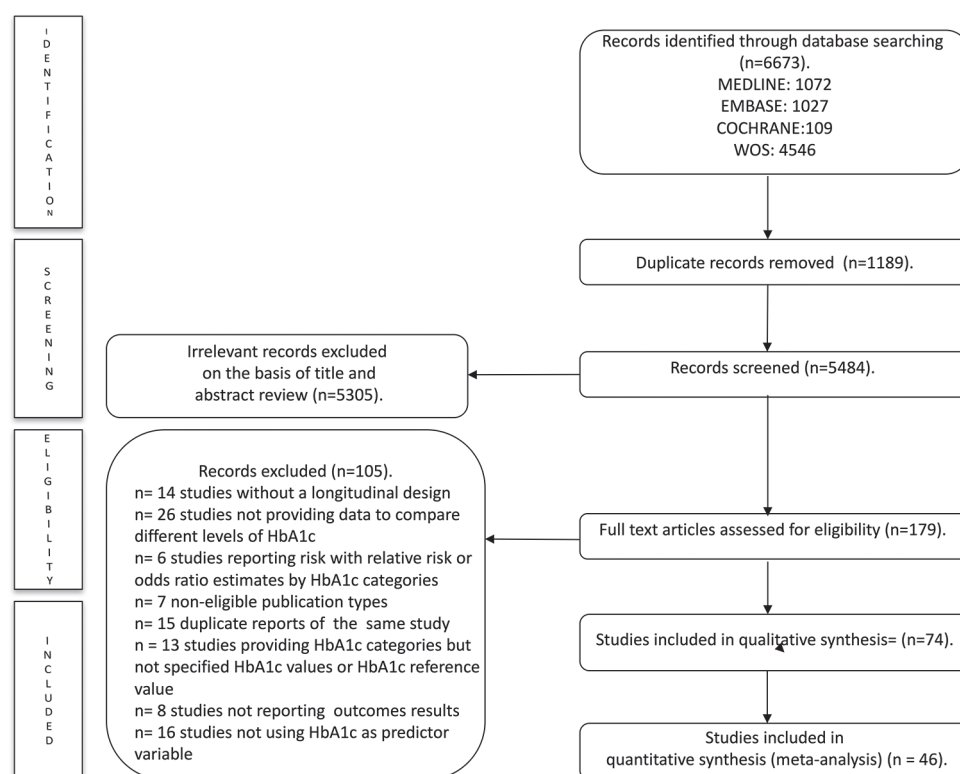 IDENTIFICATION
Records identified through database searching
(n=6673).
MEDLINE: 1072
EMBASE: 1027
COCHRANE:109
WOS: 4546
SCREENING
Duplicate records removed (n=1189).
Irrelevant records excluded
on the basis of title and
abstract review (n=5305).
Records screened (n=5484).
ELIGIBILITY
Records excluded (n=105).
n= 14 studies without a longitudinal design
n= 26 studies not providing data to compare
different levels of HbA1c
n= 6 studies reporting risk with relative risk or
odds ratio estimates by HbA1c categories
n= 7 non-eligible publication types
n= 15 duplicate reports of the same study
n = 13 studies providing HbA1c categories but
not specified HbA1c values or HbA1c reference
value
n= 8 studies not reporting outcomes results
n= 16 studies not using HbA1c as predictor
variable
Full text articles assessed for eligibility (n=179).
INCLUDED
Studies included in qualitative synthesis= (n=74).
Studies included in
quantitative synthesis (meta-analysis) (n = 46).